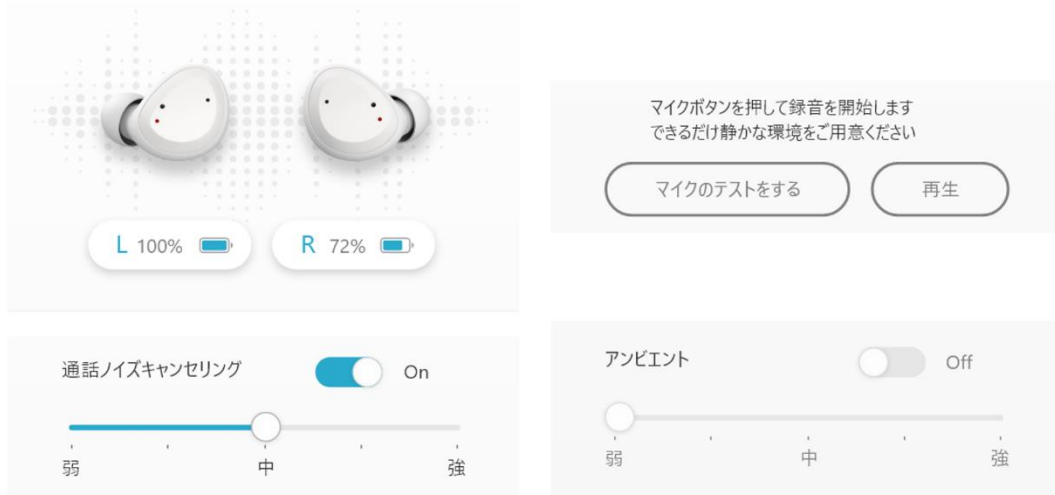 L 100%
R 72%
通話ノイズキャンセリング On
弱 中 強
マイクボタンを押して録音を開始します
できるだけ静かな環境をご用意ください
マイクのテストをする 再生
アンビエント Off
弱 中 強